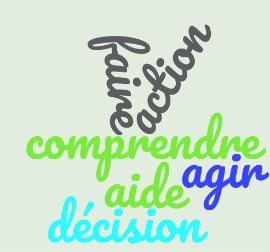 faire
action
comprendre
agir
aide
décision